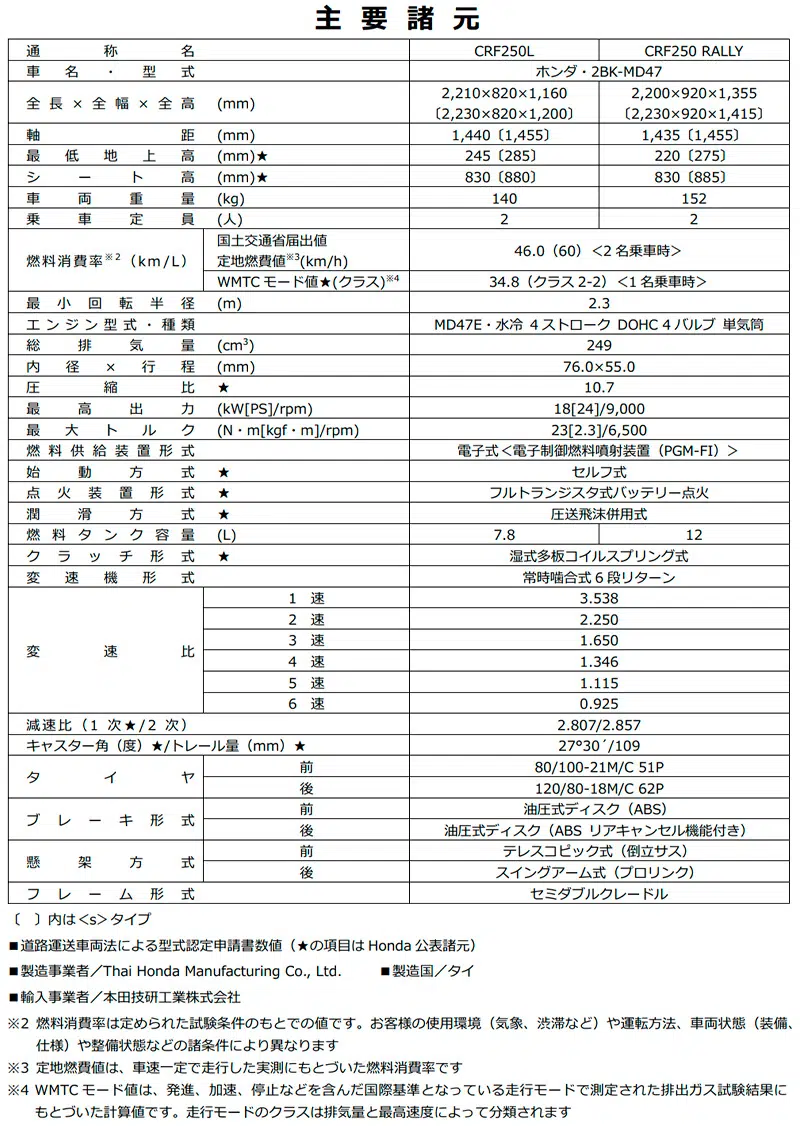 主要諸元
通称名 CRF250L CRF250 RALLY
車名・型式 ホンダ・2BK-MD47
全長×全幅×全高 (mm) 2,210×820×1,160 2,200×920×1,355
〔2,230×820×1,200〕 〔2,230×920×1,415〕
軸距 (mm) 1,440〔1,455〕 1,435〔1,455〕
最低地上高 (mm)★ 245〔285〕 220〔275〕
シート高 (mm)★ 830〔880〕 830〔885〕
車両重量 (kg) 140 152
乗車定員 (人) 2 2
燃料消費率※2(km/L) 国土交通省届出値
定地燃費値※3(km/h) 46.0(60)<2名乗車時>
WMTCモード値★(クラス)※4 34.8(クラス2-2)<1名乗車時>
最小回転半径 (m) 2.3
エンジン型式・種類 MD47E・水冷 4ストローク DOHC 4バルブ 単気筒
総排気量 (cm3) 249
内径×行程 (mm) 76.0×55.0
圧縮比 ★ 10.7
最高出力 (kW[PS]/rpm) 18[24]/9,000
最大トルク (N・m[kgf・m]/rpm) 23[2.3]/6,500
燃料供給装置形式 電子式<電子制御燃料噴射装置(PGM-FI)>
始動方式 ★ セルフ式
点火装置形式 ★ フルトランジスタ式バッテリー点火
潤滑方式 ★ 圧送飛沫併用式
燃料タンク容量 (L) 7.8 12
クラッチ形式 ★ 湿式多板コイルスプリング式
変速機形式 常時噛合式6段リターン
変速比 1 速 3.538
2 速 2.250
3 速 1.650
4 速 1.346
5 速 1.115
6 速 0.925
減速比(1 次★/2 次) 2.807/2.857
キャスター角(度)★/トレール量(mm)★ 27°30´/109
タイヤ 前 80/100-21M/C 51P
後 120/80-18M/C 62P
ブレーキ形式 前 油圧式ディスク(ABS)
後 油圧式ディスク(ABS リアキャンセル機能付き)
懸架方式 前 テレスコピック式(倒立サス)
後 スイングアーム式(プロリンク)
フレーム形式 セミダブルクレードル
〔 〕内は<s>タイプ
■道路運送車両法による型式認定申請書数値(★の項目は Honda 公表諸元)
■製造事業者/Thai Honda Manufacturing Co., Ltd. ■製造国/タイ
■輸入事業者/本田技研工業株式会社
※2 燃料消費率は定められた試験条件のもとでの値です。お客様の使用環境(気象、渋滞など)や運転方法、車両状態(装備、
仕様)や整備状態などの諸条件により異なります
※3 定地燃費値は、車速一定で走行した実測にもとづいた燃料消費率です
※4 WMTCモード値は、発進、加速、停止などを含んだ国際基準となっている走行モードで測定された排出ガス試験結果に
もとづいた計算値です。走行モードのクラスは排気量と最高速度によって分類されます